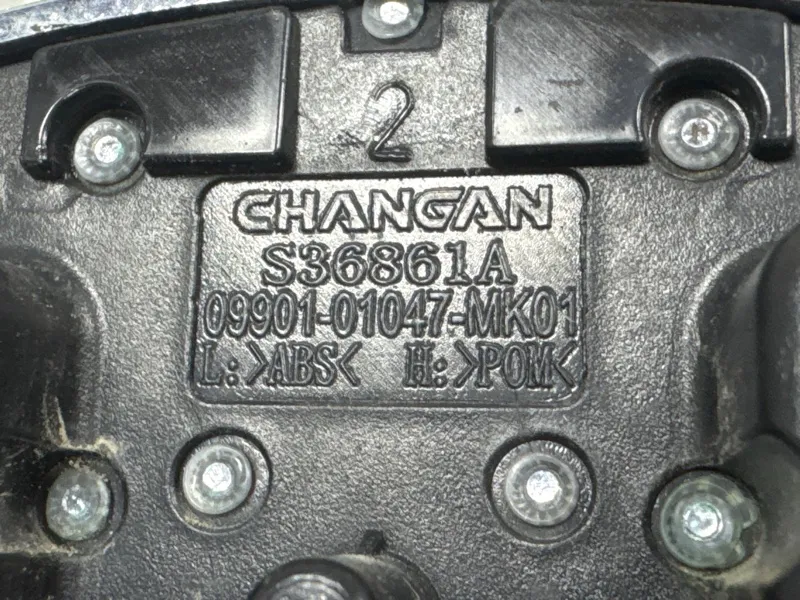 2
CHANGAN
S36861A
09901-01047-MK01
L:>ABS< H:>POM<